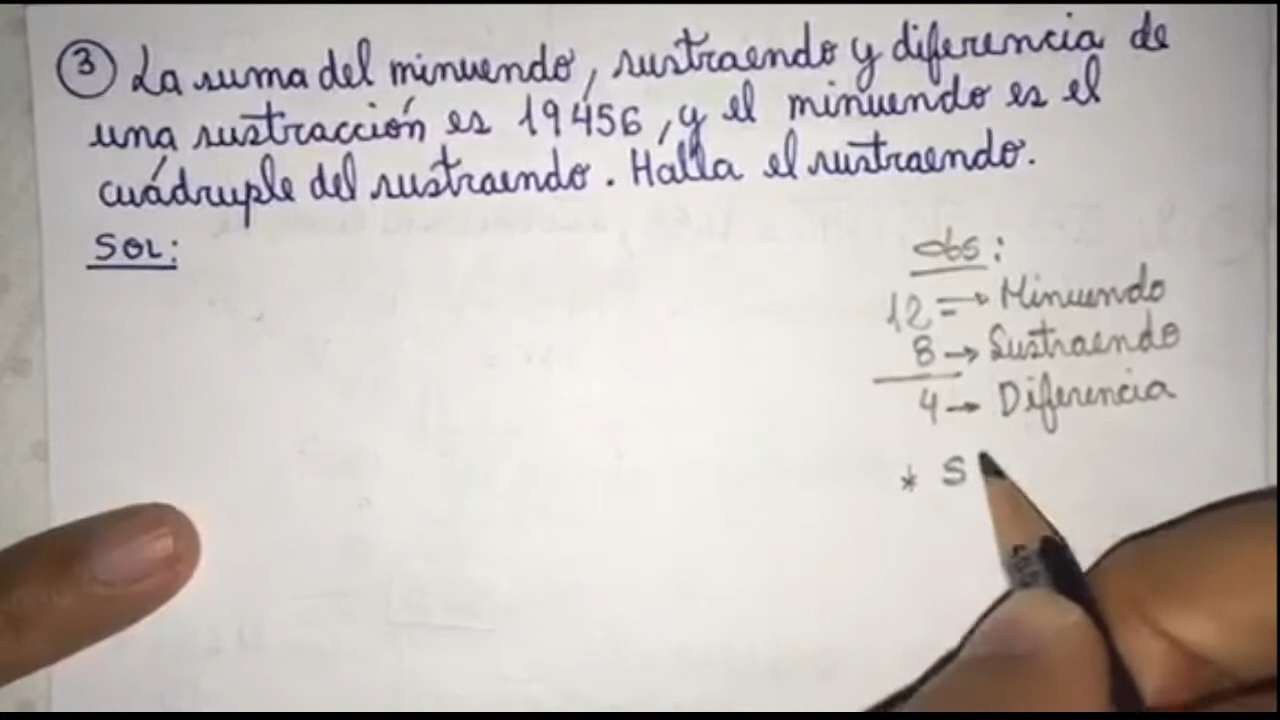 3 La suma del minuendo, sustraendo y diferencia de
una sustracción es 19456, y el minuendo es el
cuádruple del sustraendo. Halla el sustraendo.
SOL:
obs:
12 => Minuendo
8 → Sustraendo
4 → Diferencia
* S